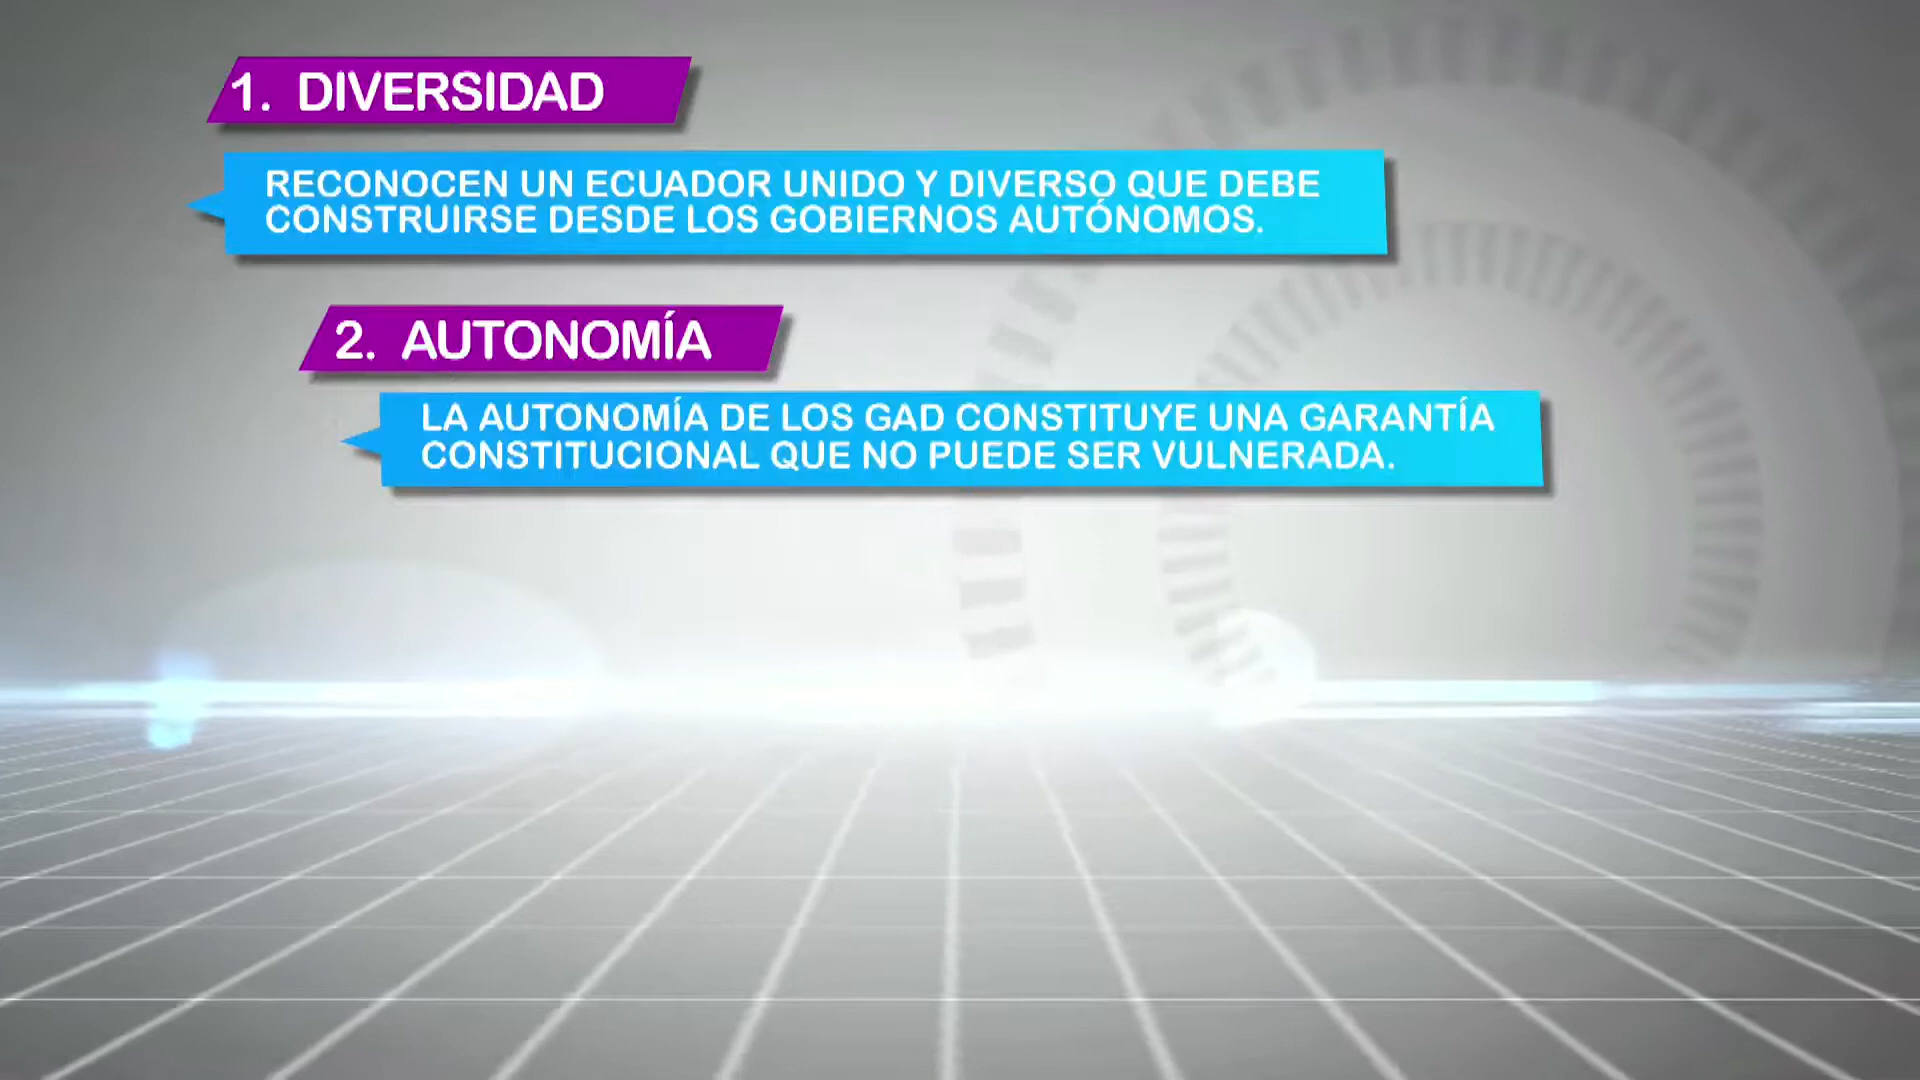 1. DIVERSIDAD
RECONOCEN UN ECUADOR UNIDO Y DIVERSO QUE DEBE
CONSTRUIRSE DESDE LOS GOBIERNOS AUTÓNOMOS.
2. AUTONOMÍA
LA AUTONOMÍA DE LOS GAD CONSTITUYE UNA GARANTÍA
CONSTITUCIONAL QUE NO PUEDE SER VULNERADA.